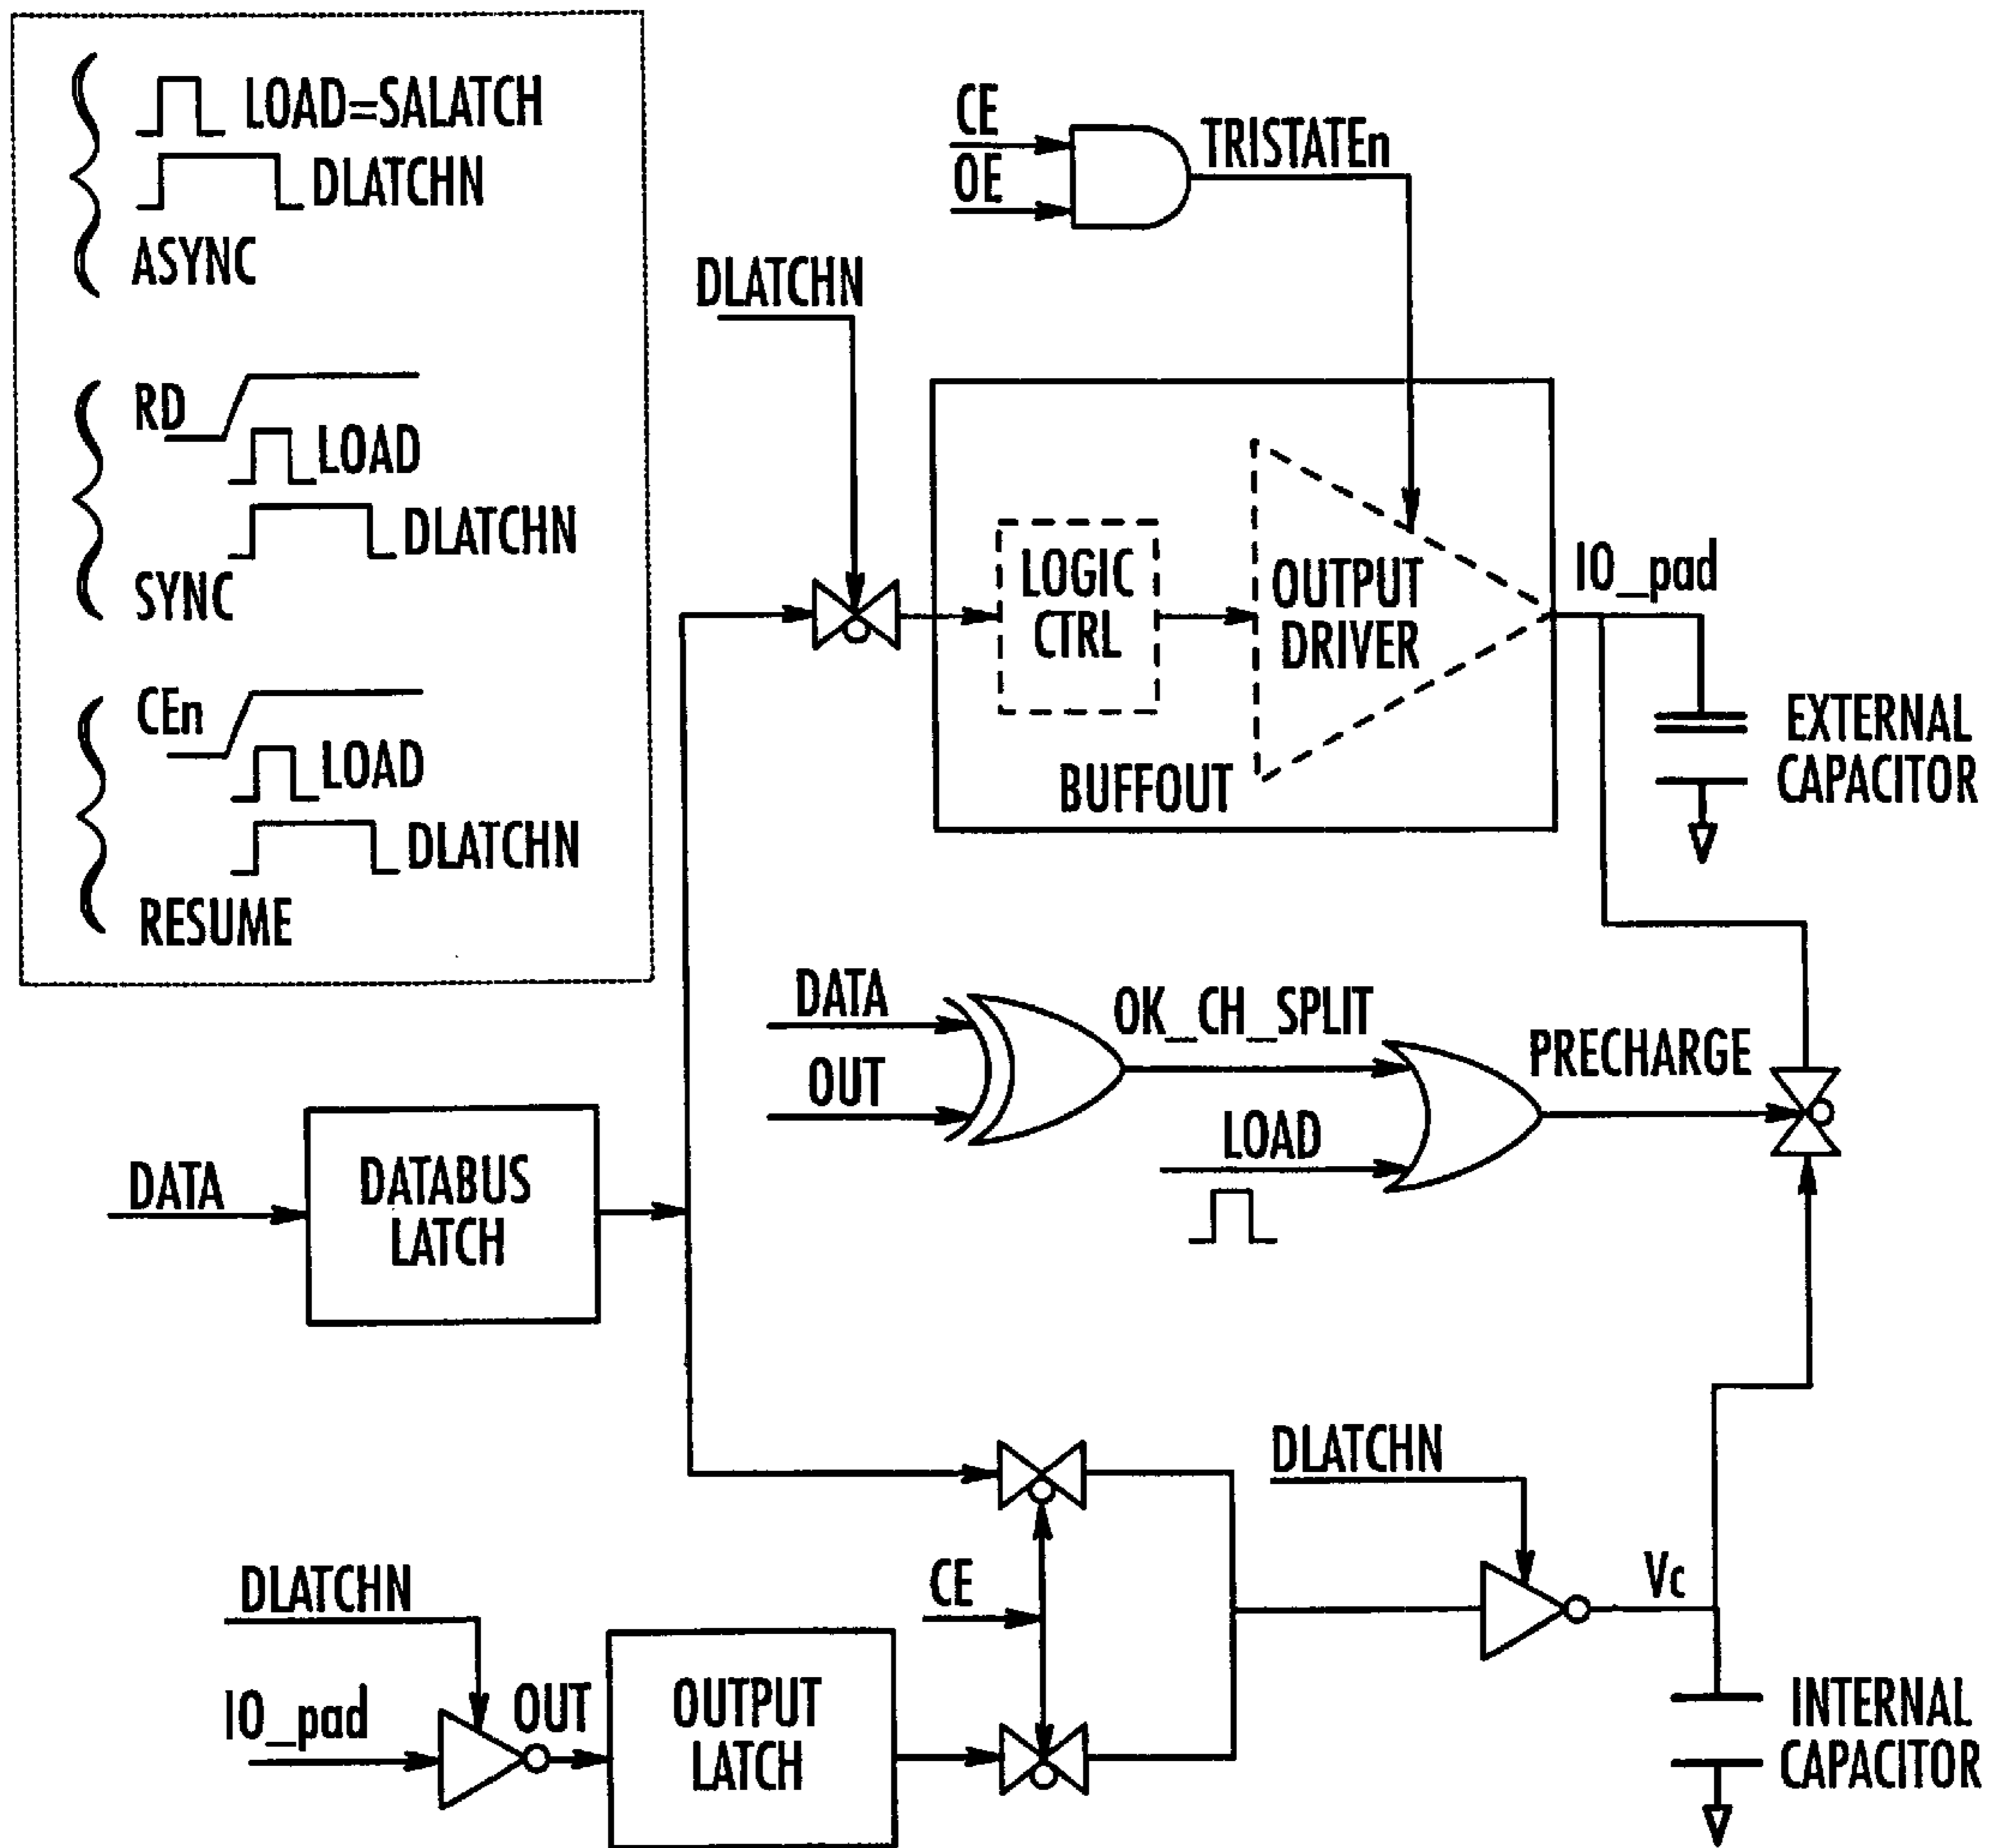 LOAD=SALATCH
DLATCHN
ASYNC
RD
LOAD
DLATCHN
SYNC
CEn
LOAD
DLATCHN
RESUME
CE
OE
TRISTATEn
DLATCHN
LOGIC
CTRL
OUTPUT
DRIVER
BUFFOUT
IO_pad
EXTERNAL
CAPACITOR
DATA
OUT
OK_CH_SPLIT
LOAD
PRECHARGE
DATA
DATABUS
LATCH
DLATCHN
IO_pad
OUT
OUTPUT
LATCH
CE
DLATCHN
Vc
INTERNAL
CAPACITOR